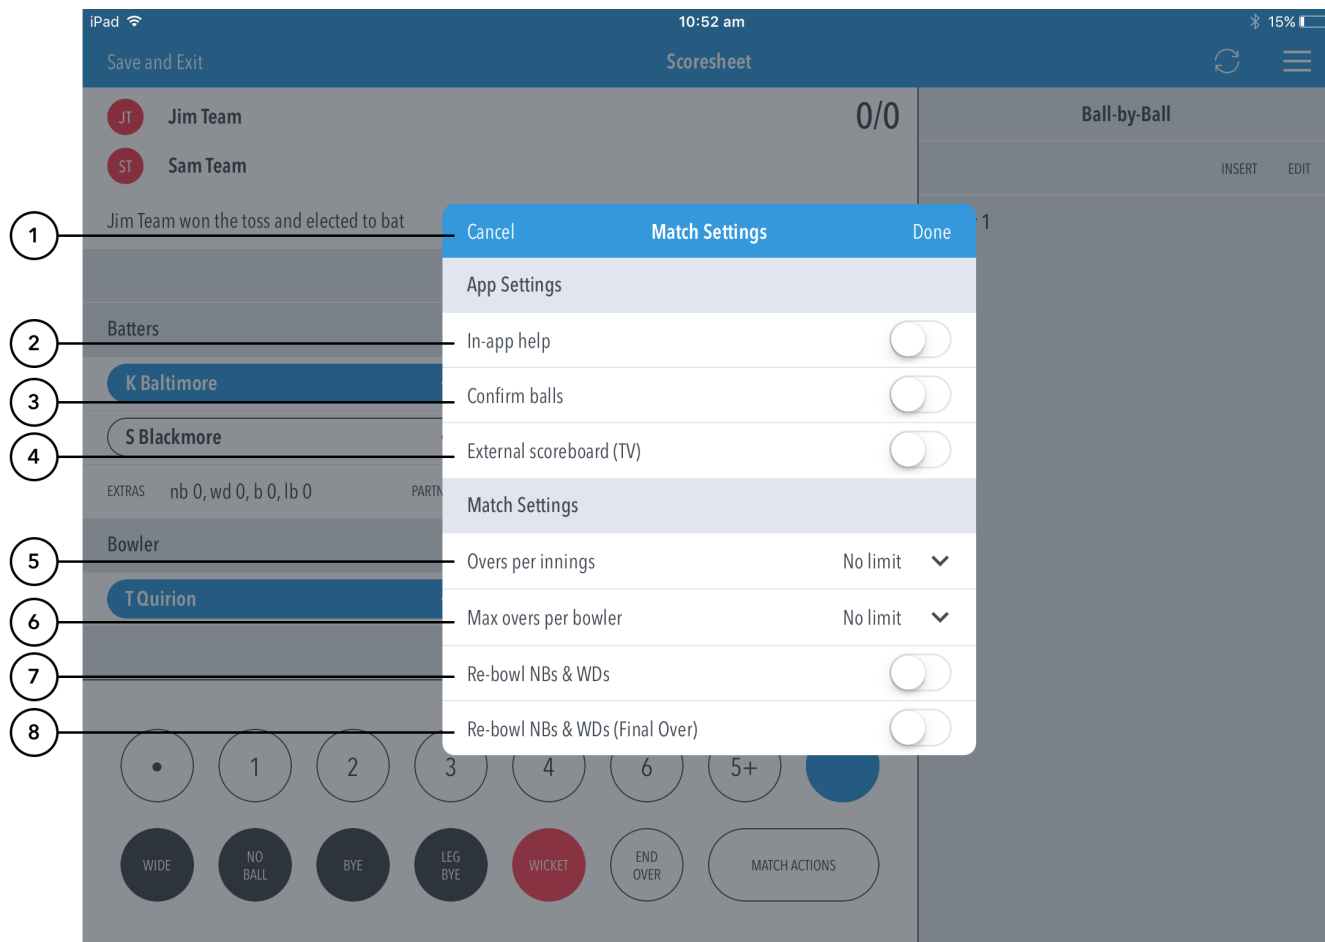 iPad 10:52 am 15%
Save and Exit Scoresheet
JT Jim Team 0/0 Ball-by-Ball
ST Sam Team INSERT EDIT
Jim Team won the toss and elected to bat 1
1 Cancel Match Settings Done
App Settings
Batters
2 In-app help
K Baltimore
3 Confirm balls
S Blackmore
4 External scoreboard (TV)
EXTRAS nb 0, wd 0, b 0, lb 0 PARTN
Match Settings
Bowler
5 Overs per innings No limit
T Quirion
6 Max overs per bowler No limit
7 Re-bowl NBs & WDs
8 Re-bowl NBs & WDs (Final Over)
• 1 2 3 4 6 5+
WIDE NO BALL BYE LEG BYE WICKET END OVER MATCH ACTIONS